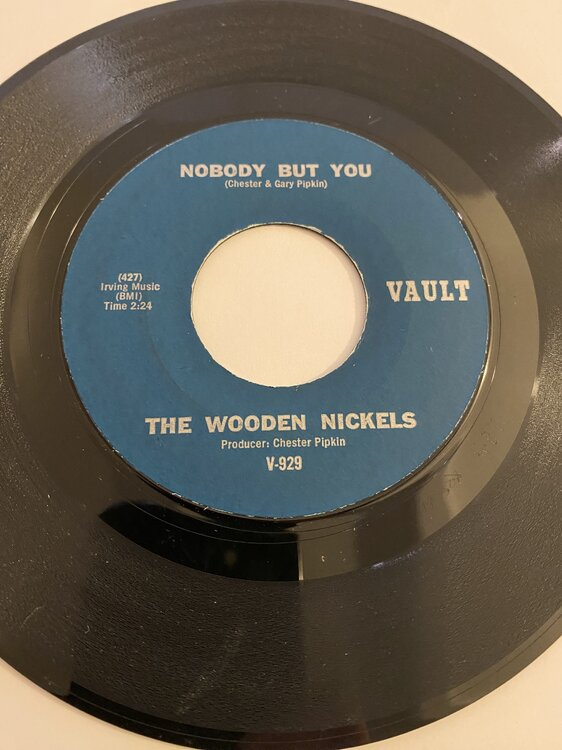 NOBODY BUT YOU
(Chester & Gary Pipkin)
(427)
Irving Music
(BMI)
Time 2:24
VAULT
THE WOODEN NICKELS
Producer: Chester Pipkin
V-929